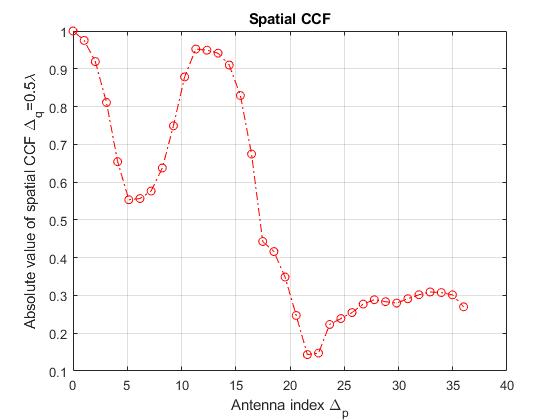 Spatial CCF
Absolute value of spatial CCF Δq=0.5λ
1
0.9
0.8
0.7
0.6
0.5
0.4
0.3
0.2
0.1
0 5 10 15 20 25 30 35 40
Antenna index Δp